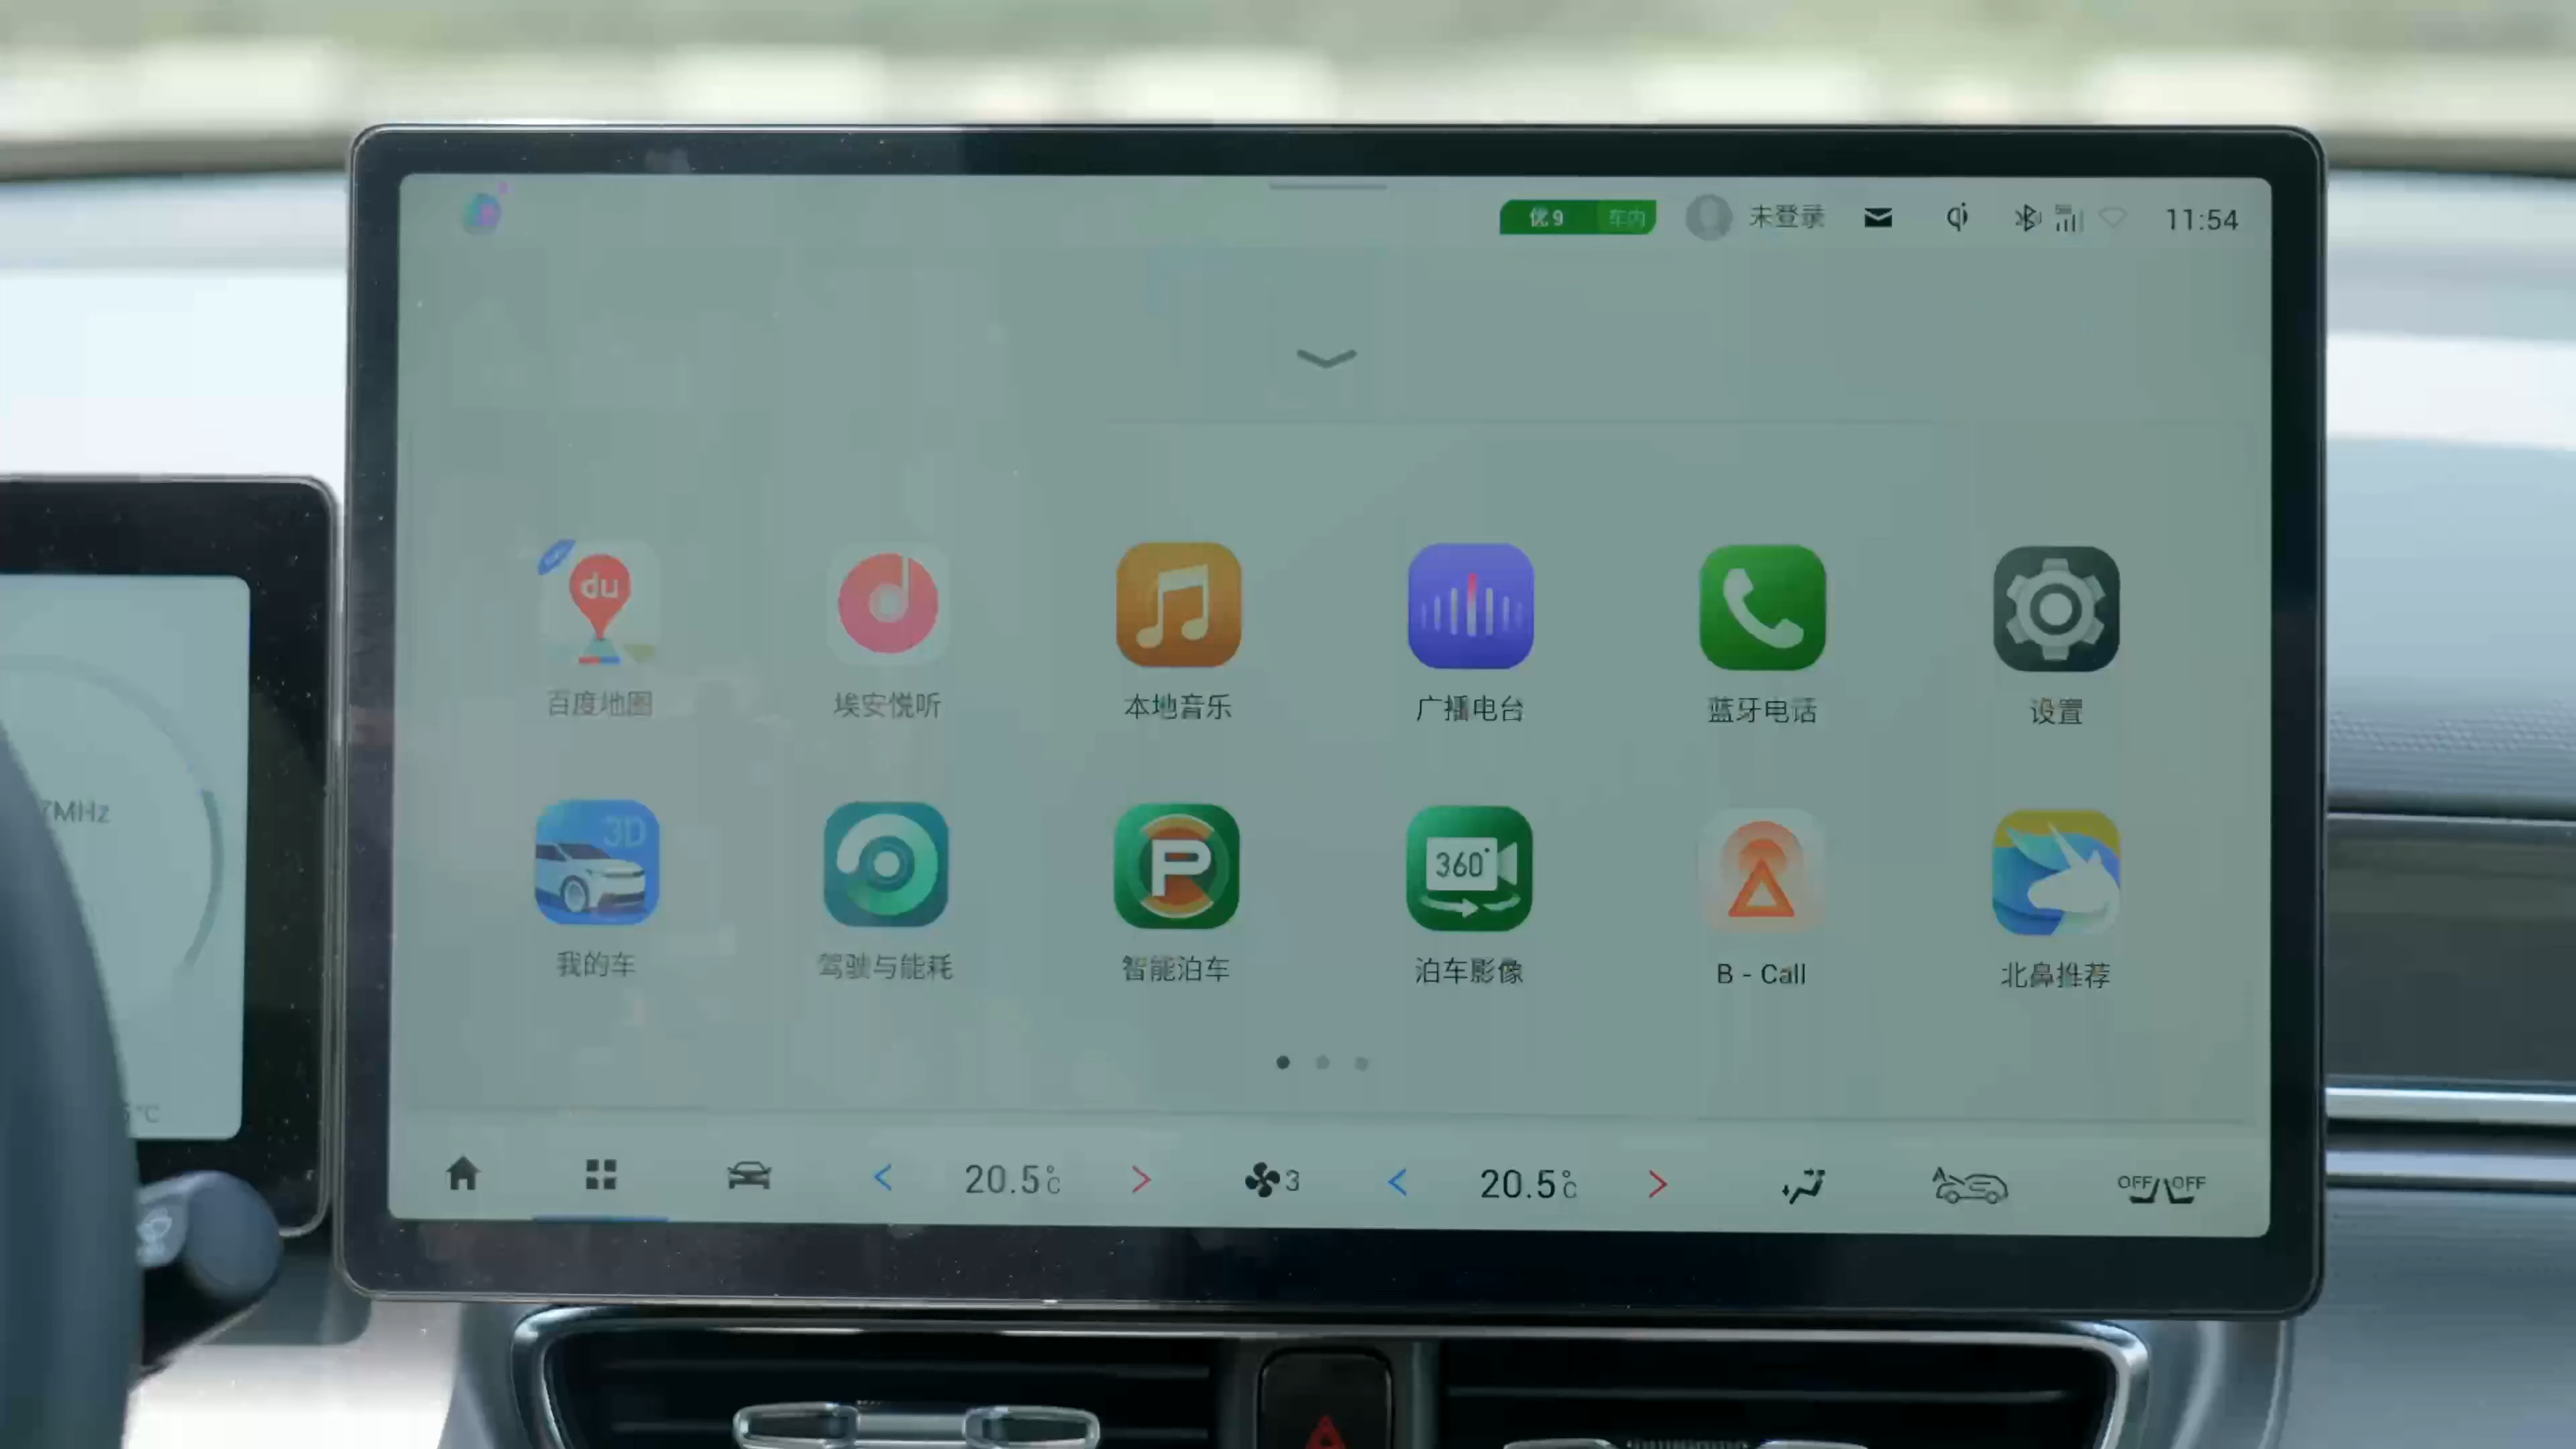 优 9 车内 未登录 11:54
du
百度地图 埃安悦听 本地音乐 广播电台 蓝牙电话 设置
3D P 360°
我的车 驾驶与能耗 智能泊车 泊车影像 B - Call 北鼻推荐
20.5°C 3 20.5°C A OFF OFF
7MHz
°C